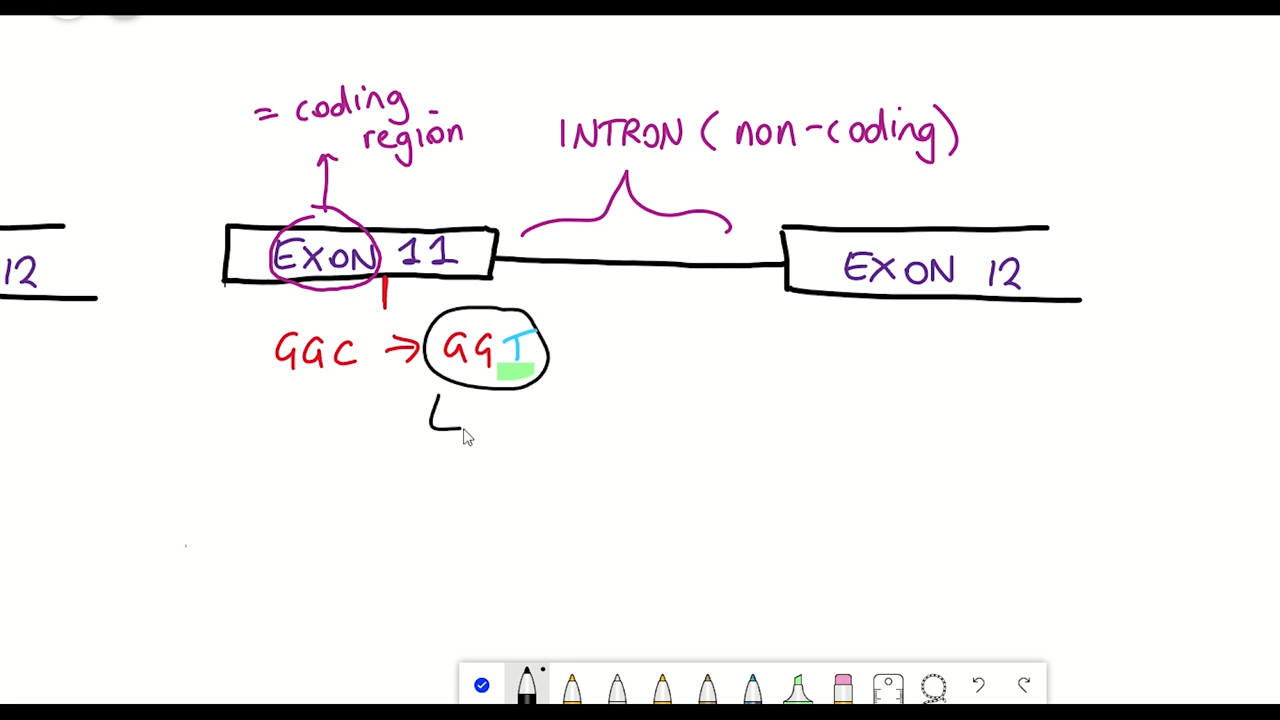 = coding
region
INTRON (non-coding)
12
EXON 11
EXON 12
GGC → GGT